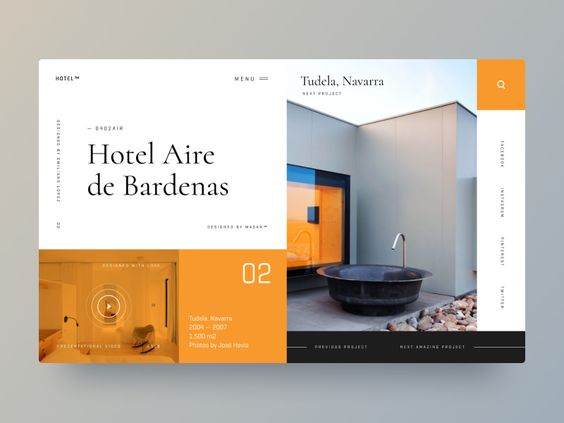 HOTEL™
MENU
Tudela, Navarra
NEXT PROJECT
— 0402AIR
Hotel Aire
de Bardenas
DESIGNED BY EMILIANO LOPEZ
02
DESIGNED BY MASAR™
DESIGNED WITH LOVE
PRESENTATIONAL VIDEO
02
Tudela, Navarra
2004 — 2007
1.500 m2
Photos by José Hevia
FACEBOOK
INSTAGRAM
PINTEREST
TWITTER
PREVIOUS PROJECT
NEXT AMAZING PROJECT